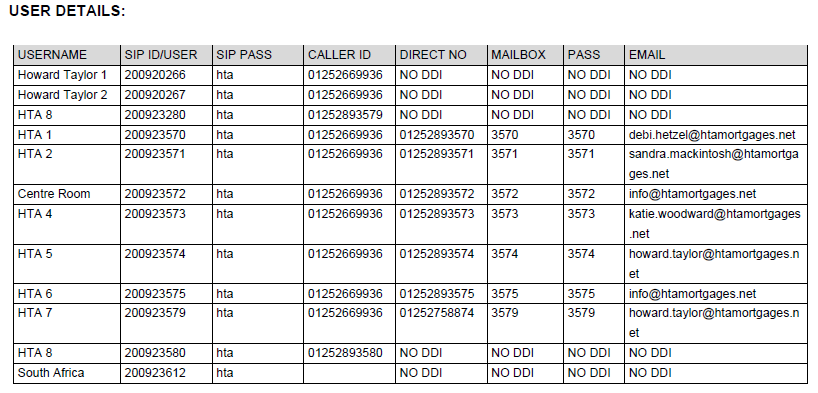 USER DETAILS:
USERNAME SIP ID/USER SIP PASS CALLER ID DIRECT NO MAILBOX PASS EMAIL
Howard Taylor 1 200920266 hta 01252669936 NO DDI NO DDI NO DDI NO DDI
Howard Taylor 2 200920267 hta 01252669936 NO DDI NO DDI NO DDI NO DDI
HTA 8 200923280 hta 01252893579 NO DDI NO DDI NO DDI NO DDI
HTA 1 200923570 hta 01252669936 01252893570 3570 3570 debi.hetzel@htamortgages.net
HTA 2 200923571 hta 01252669936 01252893571 3571 3571 sandra.mackintosh@htamortga
ges.net
Centre Room 200923572 hta 01252669936 01252893572 3572 3572 info@htamortgages.net
HTA 4 200923573 hta 01252669936 01252893573 3573 3573 katie.woodward@htamortgages
.net
HTA 5 200923574 hta 01252669936 01252893574 3574 3574 howard.taylor@htamortgages.n
et
HTA 6 200923575 hta 01252669936 01252893575 3575 3575 info@htamortgages.net
HTA 7 200923579 hta 01252669936 01252758874 3579 3579 howard.taylor@htamortgages.n
et
HTA 8 200923580 hta 01252893580 NO DDI NO DDI NO DDI NO DDI
South Africa 200923612 hta NO DDI NO DDI NO DDI NO DDI